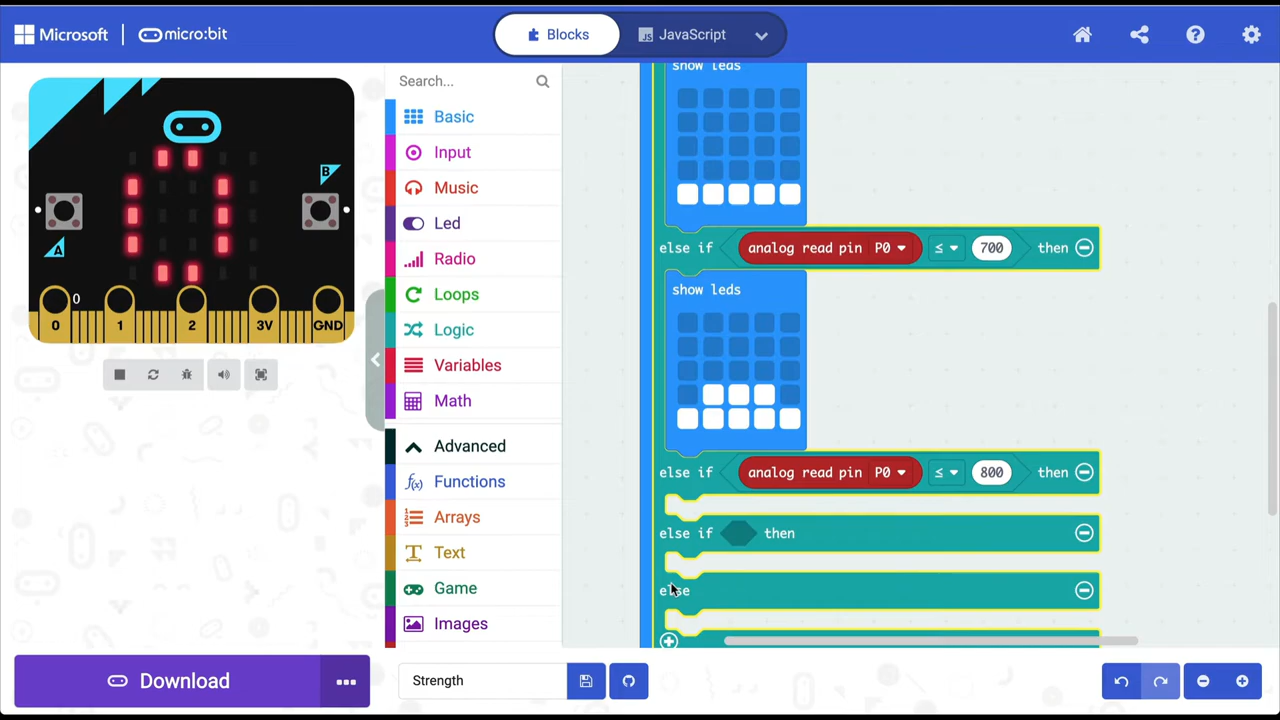 Microsoft | micro:bit
Blocks
JavaScript
B
A
0
0
1
2
3V
GND
Download
...
Search...
Basic
Input
Music
Led
Radio
Loops
Logic
Variables
Math
Advanced
Functions
Arrays
Text
Game
Images
show leds
else if analog read pin P0 ≤ 700 then
show leds
else if analog read pin P0 ≤ 800 then
else if then
else
Strength